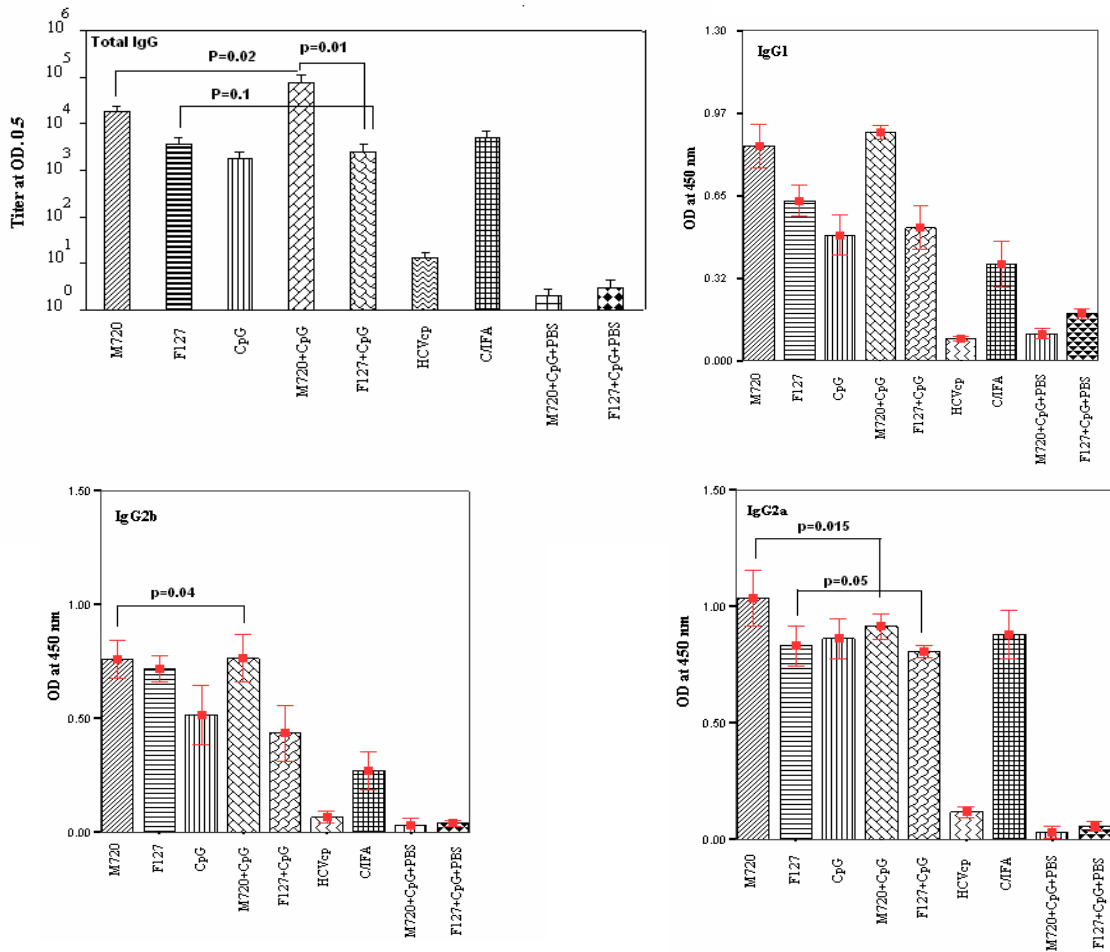 Total IgG
P=0.02
p=0.01
P=0.1
Titer at OD. 0.5
10^6
10^5
10^4
10^3
10^2
10^1
10^0
M720
F127
CpG
M720+CpG
F127+CpG
HCVcp
C/IFA
M720+CpG+PBS
F127+CpG+PBS
IgG1
OD at 450 nm
1.30
0.97
0.65
0.32
0.000
M720
F127
CpG
M720+CpG
F127+CpG
HCVcp
C/IFA
M720+CpG+PBS
F127+CpG+PBS
IgG2b
p=0.04
OD at 450 nm
1.50
1.00
0.50
0.00
M720
F127
CpG
M720+CpG
F127+CpG
HCVcp
C/IFA
M720+CpG+PBS
F127+CpG+PBS
IgG2a
p=0.015
p=0.05
OD at 450 nm
1.50
1.00
0.50
0.00
M720
F127
CpG
M720+CpG
F127+CpG
HCVcp
C/IFA
M720+CpG+PBS
F127+CpG+PBS